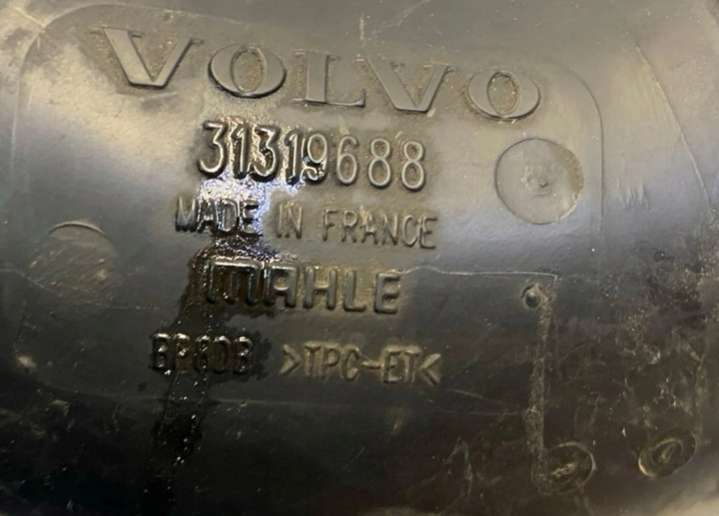 VOLVO
31319688
MADE IN FRANCE
MAHLE
>TPC-ET<